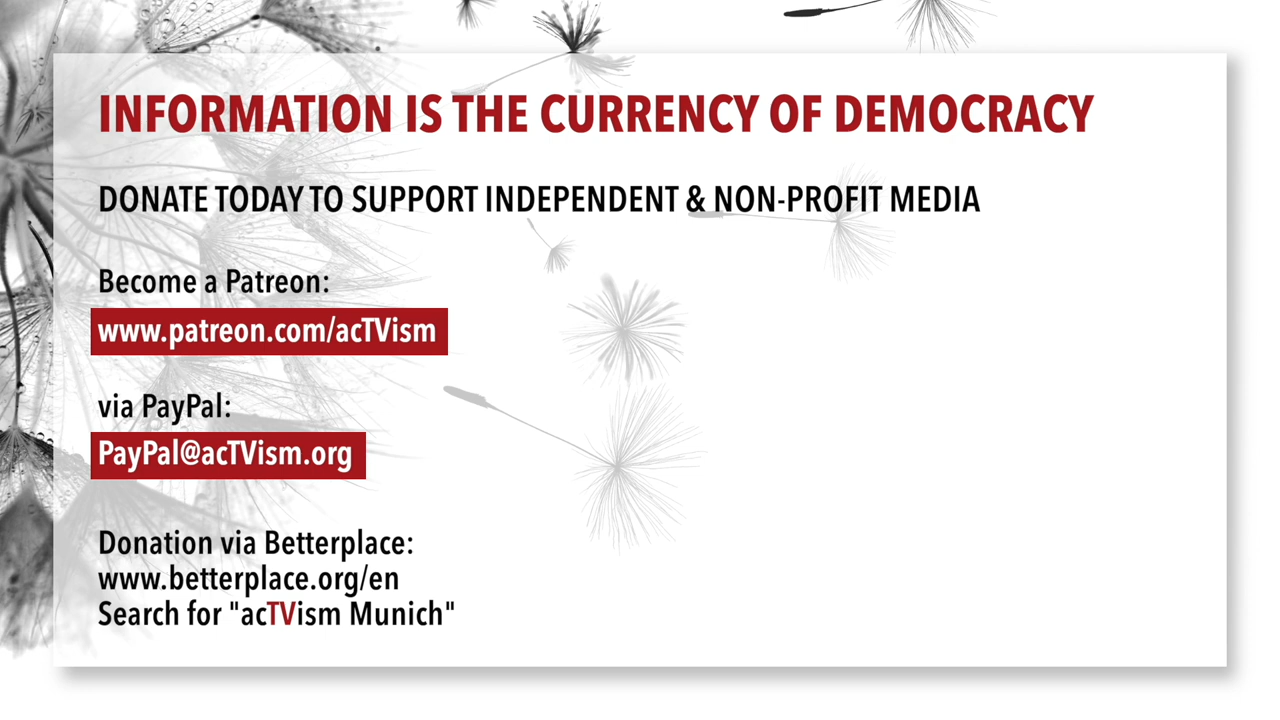 INFORMATION IS THE CURRENCY OF DEMOCRACY
DONATE TODAY TO SUPPORT INDEPENDENT & NON-PROFIT MEDIA
Become a Patreon:
www.patreon.com/acTVism
via PayPal:
PayPal@acTVism.org
Donation via Betterplace:
www.betterplace.org/en
Search for "acTVism Munich"